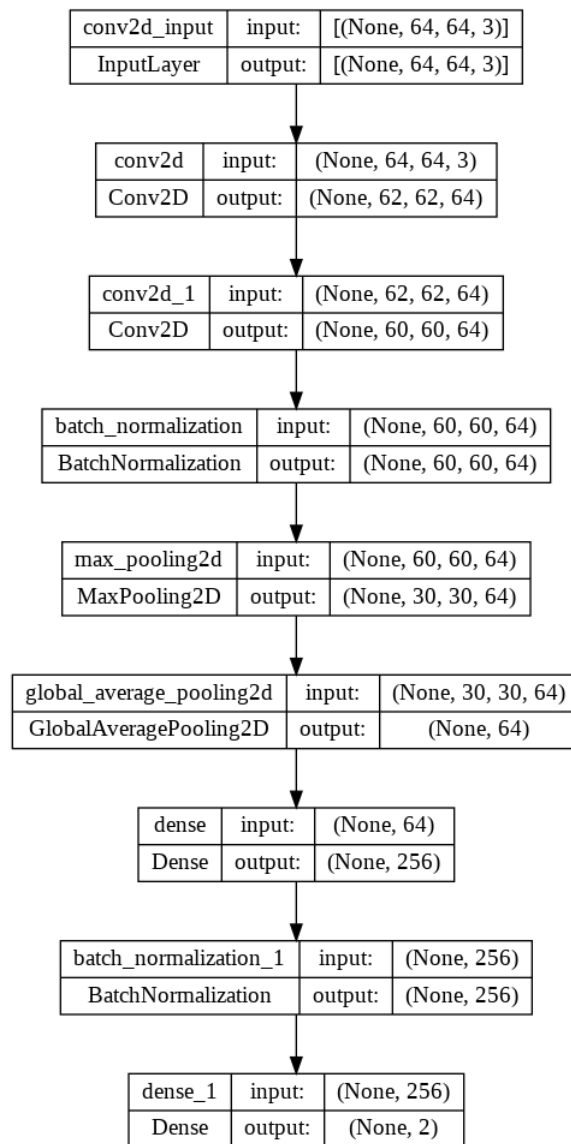 conv2d_input input: [(None, 64, 64, 3)]
InputLayer output: [(None, 64, 64, 3)]
conv2d input: (None, 64, 64, 3)
Conv2D output: (None, 62, 62, 64)
conv2d_1 input: (None, 62, 62, 64)
Conv2D output: (None, 60, 60, 64)
batch_normalization input: (None, 60, 60, 64)
BatchNormalization output: (None, 60, 60, 64)
max_pooling2d input: (None, 60, 60, 64)
MaxPooling2D output: (None, 30, 30, 64)
global_average_pooling2d input: (None, 30, 30, 64)
GlobalAveragePooling2D output: (None, 64)
dense input: (None, 64)
Dense output: (None, 256)
batch_normalization_1 input: (None, 256)
BatchNormalization output: (None, 256)
dense_1 input: (None, 256)
Dense output: (None, 2)